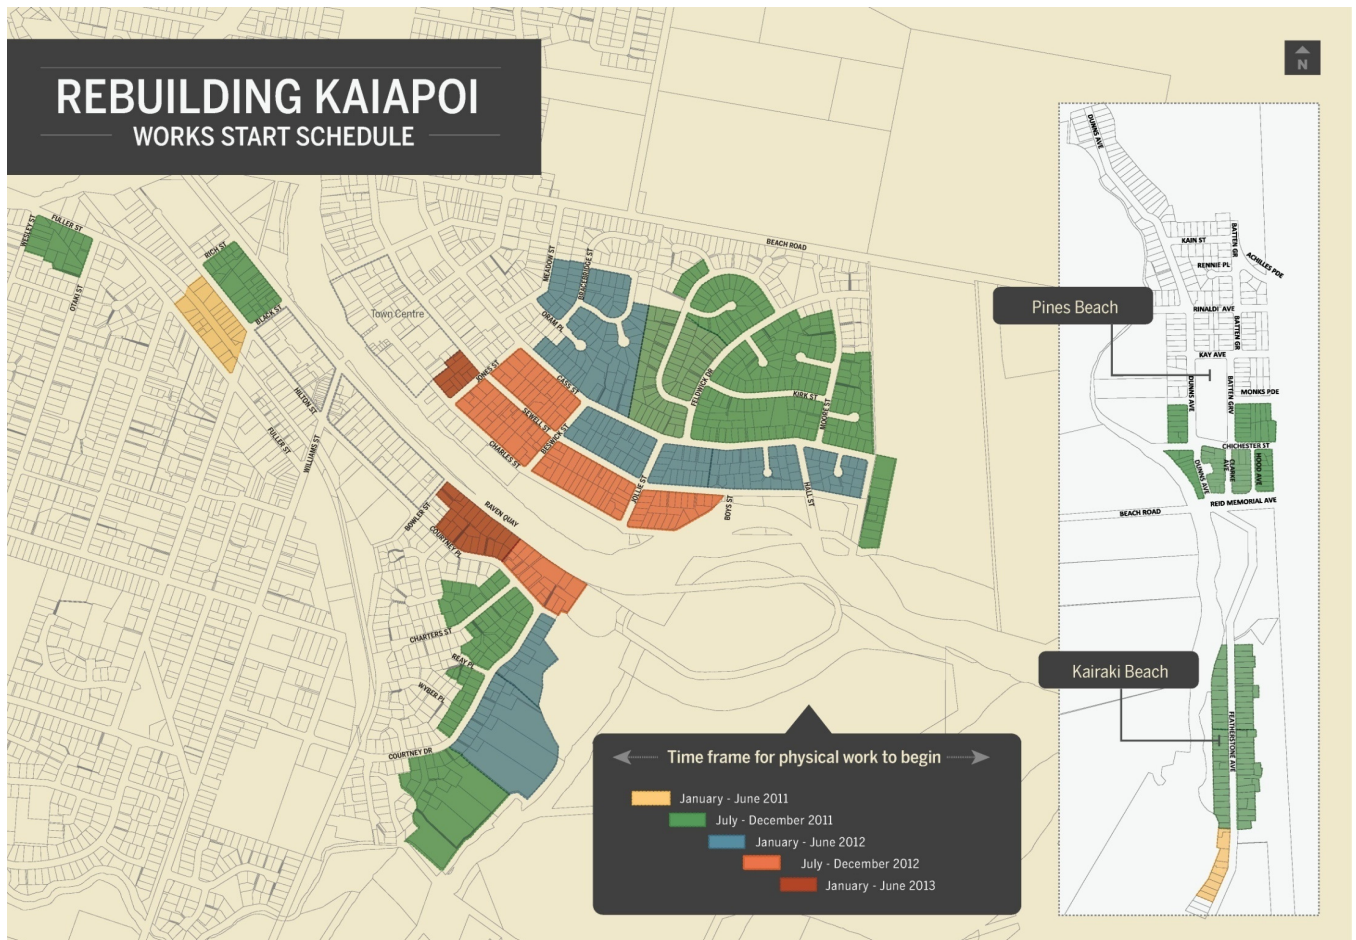 REBUILDING KAIAPOI
WORKS START SCHEDULE
N
DUNNS AVE
KAIN ST
BATTEN GR
RENNIE PL
ACHILLES PDE
Pines Beach
RINALDI AVE
BATTEN GR
KAY AVE
DUNNS AVE
BATTEN GRV
MONKS PDE
CHICHESTER ST
DUNNS AVE
CLARKE AVE
HOOD AVE
REID MEMORIAL AVE
BEACH ROAD
Kairaki Beach
FEATHERSTONE AVE
WESLEY ST
FULLER ST
OTAKI ST
RICH ST
BLACK ST
Town Centre
HILTON ST
FULLER ST
WILLIAMS ST
BEACH ROAD
MEADOW ST
BRACEBRIDGE ST
ORAM PL
CASS ST
JONES ST
SEWELL ST
BESWICK ST
CHARLES ST
FELDWICK DR
KIRK ST
MOORE ST
JOLLIE ST
BOYS ST
HALL ST
RAVEN QUAY
BOWLER ST
COURTNEY PL
CHARTERS ST
REAY PL
WYBER PL
COURTNEY DR
Time frame for physical work to begin
January - June 2011
July - December 2011
January - June 2012
July - December 2012
January - June 2013